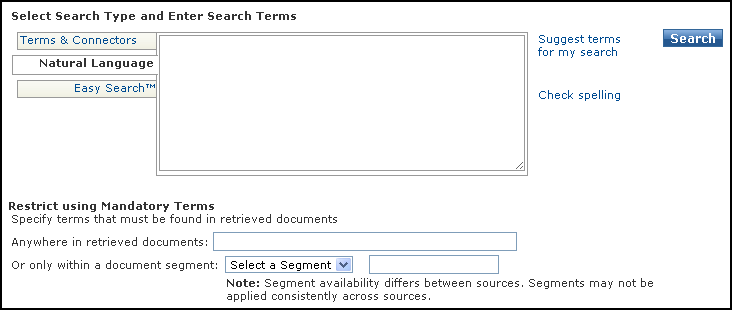 Select Search Type and Enter Search Terms
Terms & Connectors
Natural Language
Easy Search™
Suggest terms
for my search
Check spelling
Search
Restrict using Mandatory Terms
Specify terms that must be found in retrieved documents
Anywhere in retrieved documents:
Or only within a document segment: Select a Segment
Note: Segment availability differs between sources. Segments may not be
applied consistently across sources.